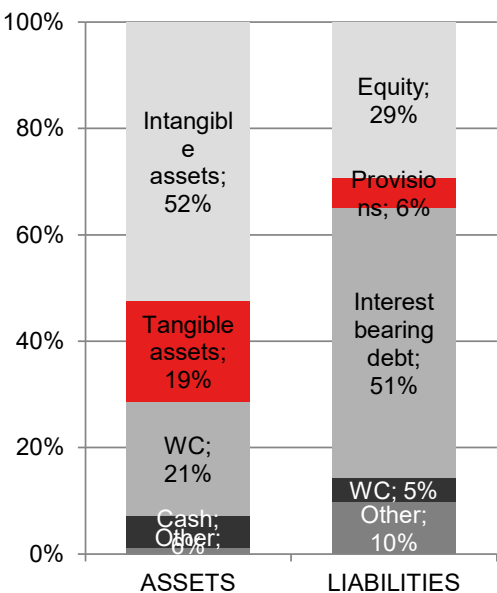 100%
80%
60%
40%
20%
0%
Intangibl
e
assets;
52%
Tangible
assets;
19%
WC;
21%
Cash;
6%
Other;
Equity;
29%
Provisio
ns; 6%
Interest
bearing
debt;
51%
WC; 5%
Other;
10%
ASSETS
LIABILITIES